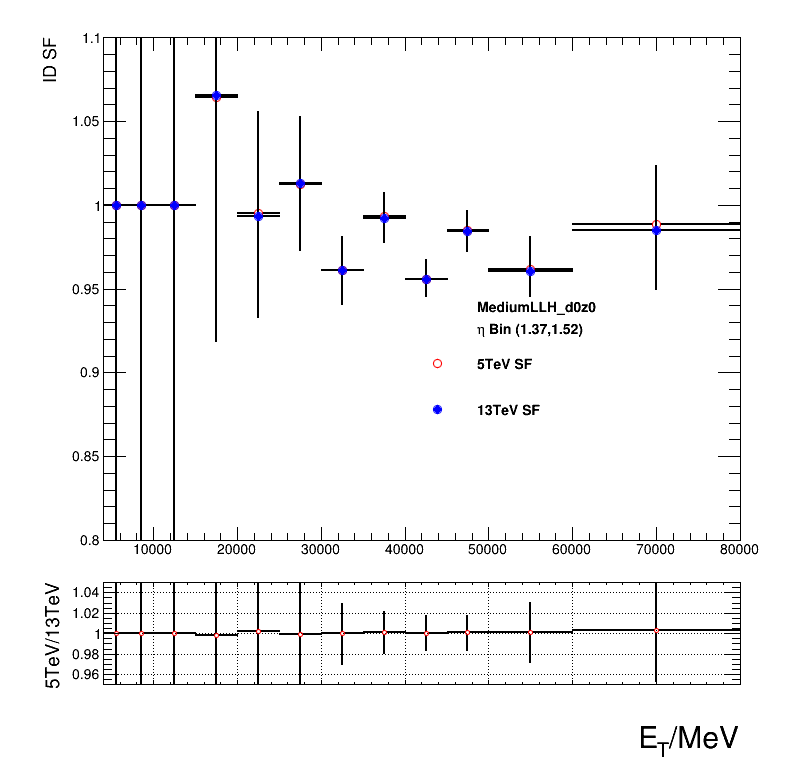 ID SF
1.1
1.05
1
0.95
0.9
0.85
0.8
MediumLLH_d0z0
η Bin (1.37,1.52)
5TeV SF
13TeV SF
10000 20000 30000 40000 50000 60000 70000 80000
5TeV/13TeV
1.04
1.02
1
0.98
0.96
E_T/MeV